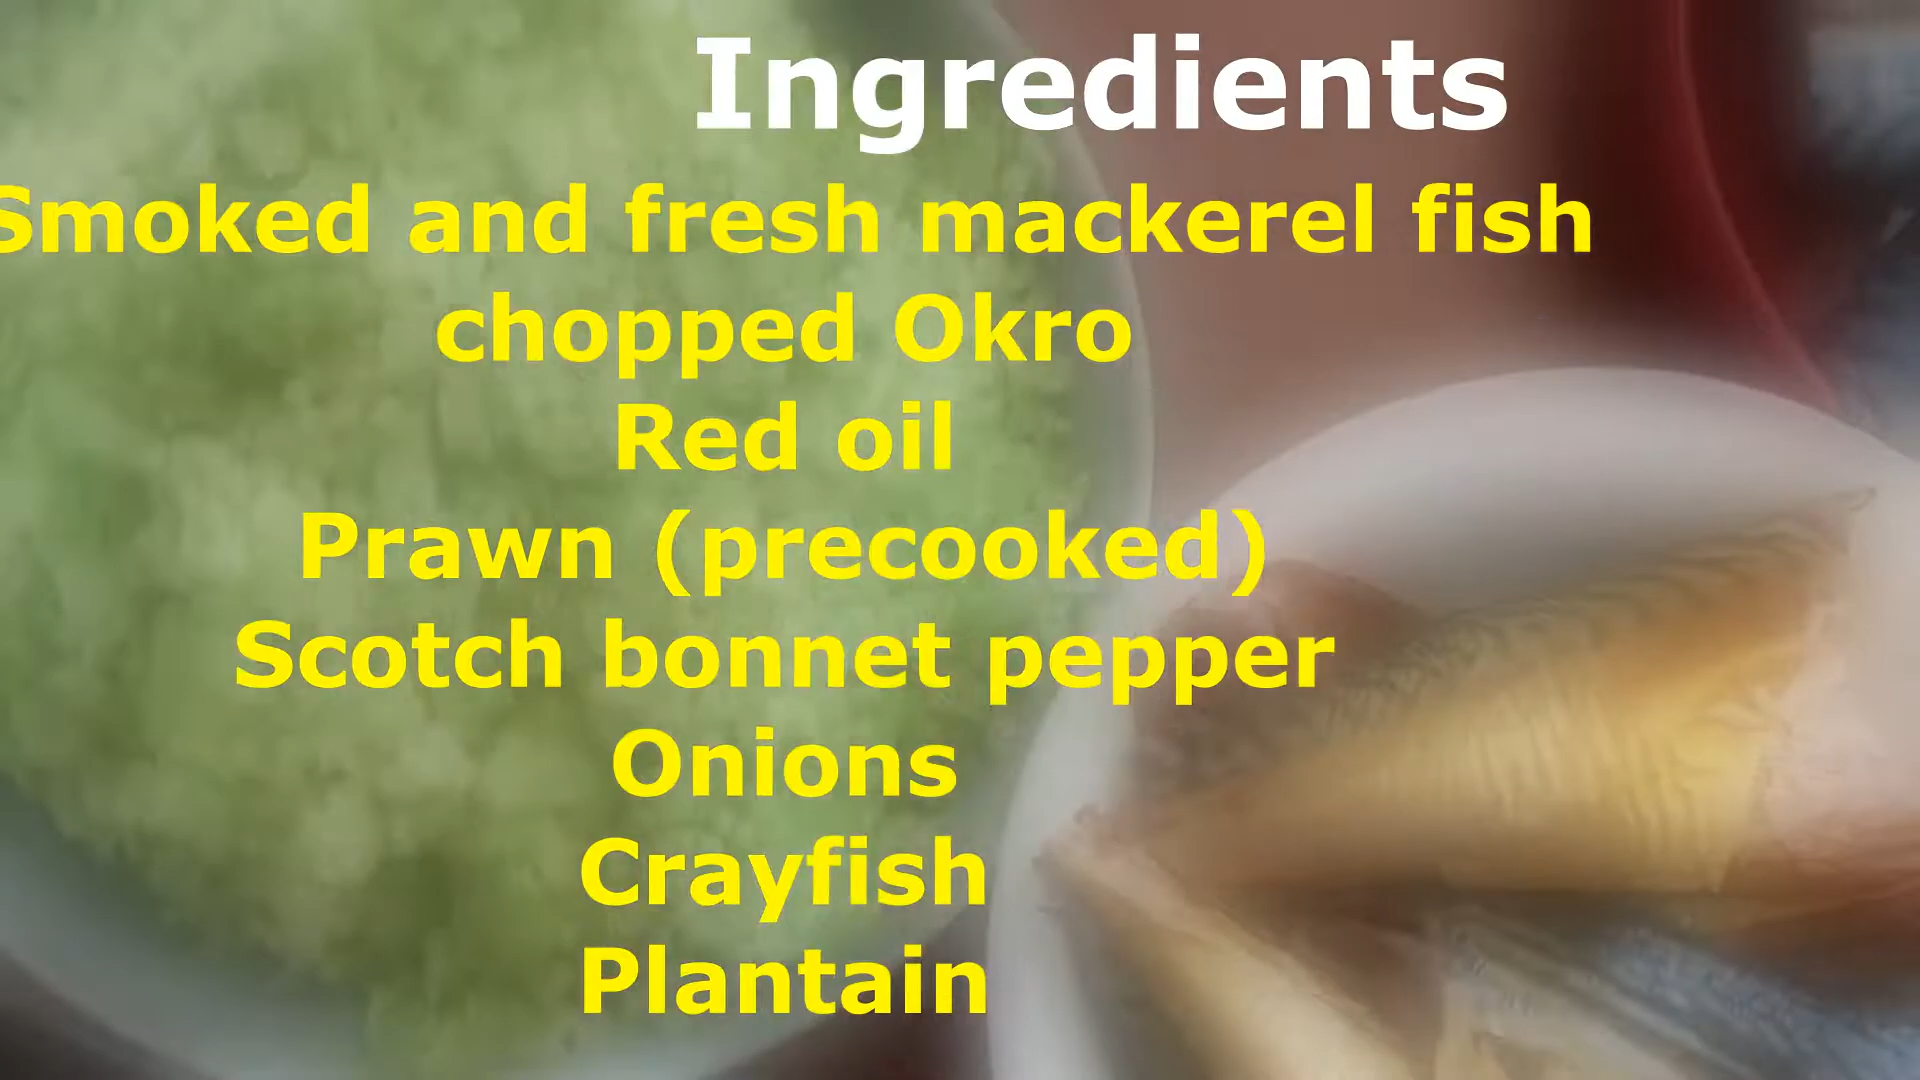 Ingredients
Smoked and fresh mackerel fish
chopped Okro
Red oil
Prawn (precooked)
Scotch bonnet pepper
Onions
Crayfish
Plantain